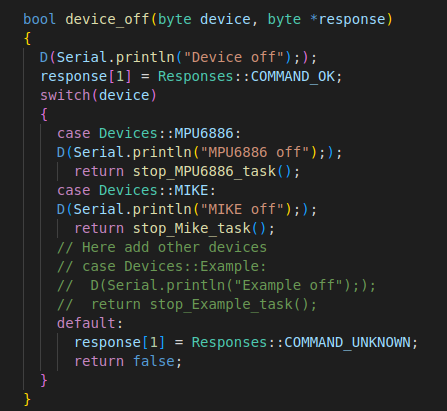 bool device_off(byte device, byte *response)
{
  D(Serial.println("Device off"););
  response[1] = Responses::COMMAND_OK;
  switch(device)
  {
    case Devices::MPU6886:
    D(Serial.println("MPU6886 off"););
      return stop_MPU6886_task();
    case Devices::MIKE:
    D(Serial.println("MIKE off"););
      return stop_Mike_task();
    // Here add other devices
    // case Devices::Example:
    //  D(Serial.println("Example off"););
    //  return stop_Example_task();
    default:
      response[1] = Responses::COMMAND_UNKNOWN;
      return false;
  }
}